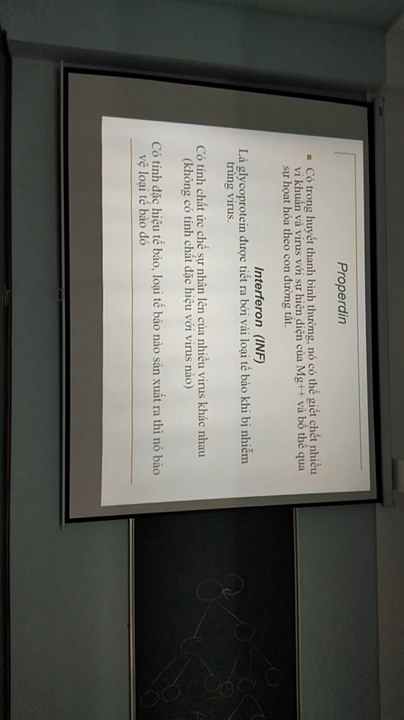 Properdin
▪ Có trong huyết thanh bình thường, nó có thể giết chết nhiều
vi khuẩn và virus với sự hiện diện của Mg++ và bổ thể qua
sự hoạt hóa theo con đường tắt.
Interferon (INF)
Là glycoprotein được tiết ra bởi vài loại tế bào khi bị nhiễm
trùng virus.
Có tính chất ức chế sự nhân lên của nhiều virus khác nhau
(không có tính chất đặc hiệu với virus nào)
Có tính đặc hiệu tế bào, loại tế bào nào sản xuất ra thì nó bảo
vệ loại tế bào đó